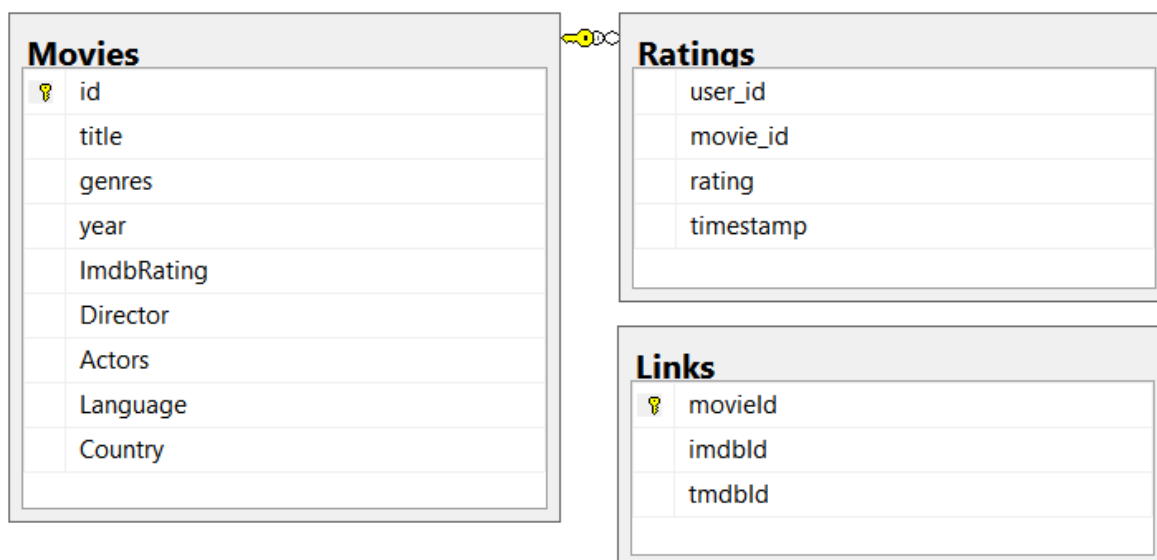 Movies
id
title
genres
year
ImdbRating
Director
Actors
Language
Country
Ratings
user_id
movie_id
rating
timestamp
Links
movieId
imdbId
tmdbId